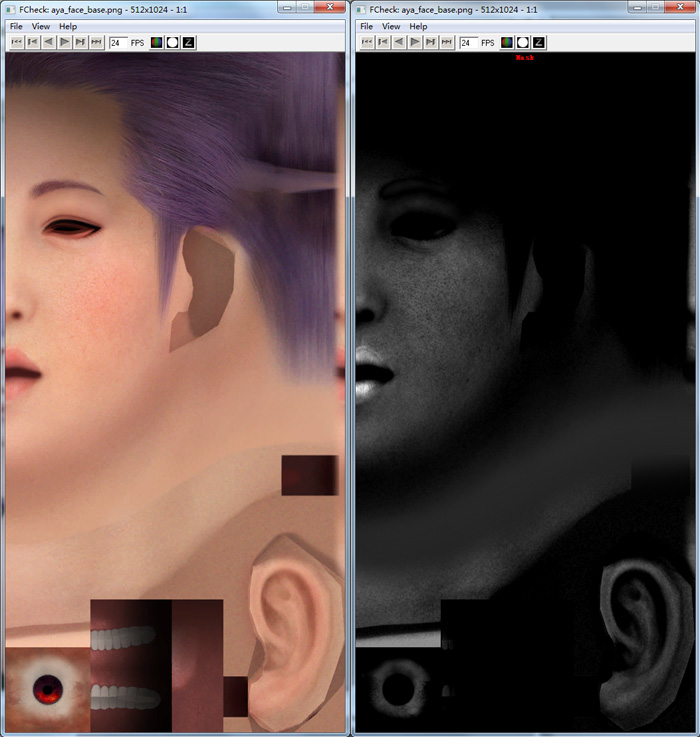 FCheck: aya_face_base.png - 512x1024 - 1:1
File View Help
24 FPS Z
FCheck: aya_face_base.png - 512x1024 - 1:1
File View Help
24 FPS Z
Mask